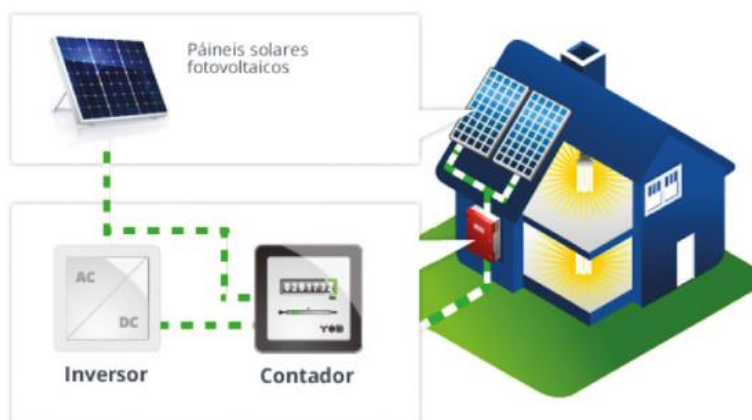 Páineis solares
fotovoltaicos
AC
DC
Inversor
Contador